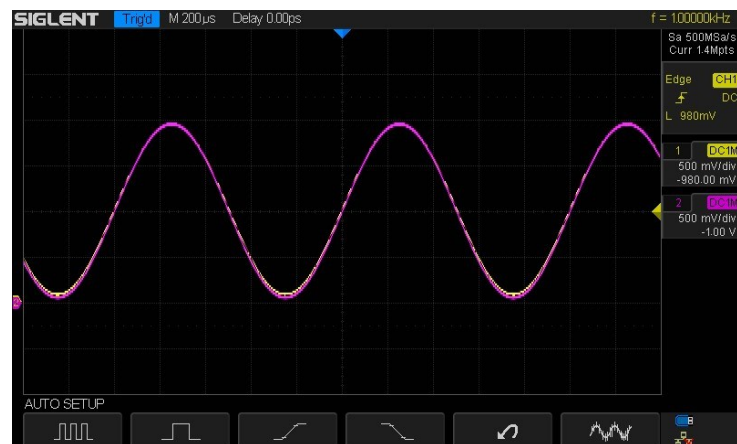 SIGLENT Trig'd M 200µs Delay 0.00ps f = 1.00000kHz
Sa 500MSa/s
Curr 1.4Mpts
Edge CH1
DC
L 980mV
1 DC1M
500 mV/div
-980.00 mV
2 DC1M
500 mV/div
-1.00 V
2
AUTO SETUP